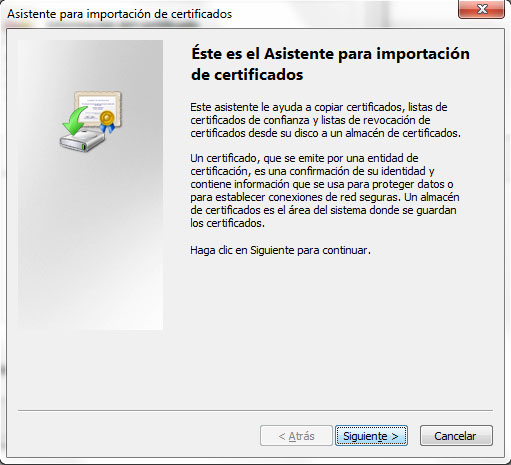 Asistente para importación de certificados
Éste es el Asistente para importación
de certificados
Este asistente le ayuda a copiar certificados, listas de
certificados de confianza y listas de revocación de
certificados desde su disco a un almacén de certificados.
Un certificado, que se emite por una entidad de
certificación, es una confirmación de su identidad y
contiene información que se usa para proteger datos o
para establecer conexiones de red seguras. Un almacén
de certificados es el área del sistema donde se guardan
los certificados.
Haga clic en Siguiente para continuar.
< Atrás
Siguiente >
Cancelar